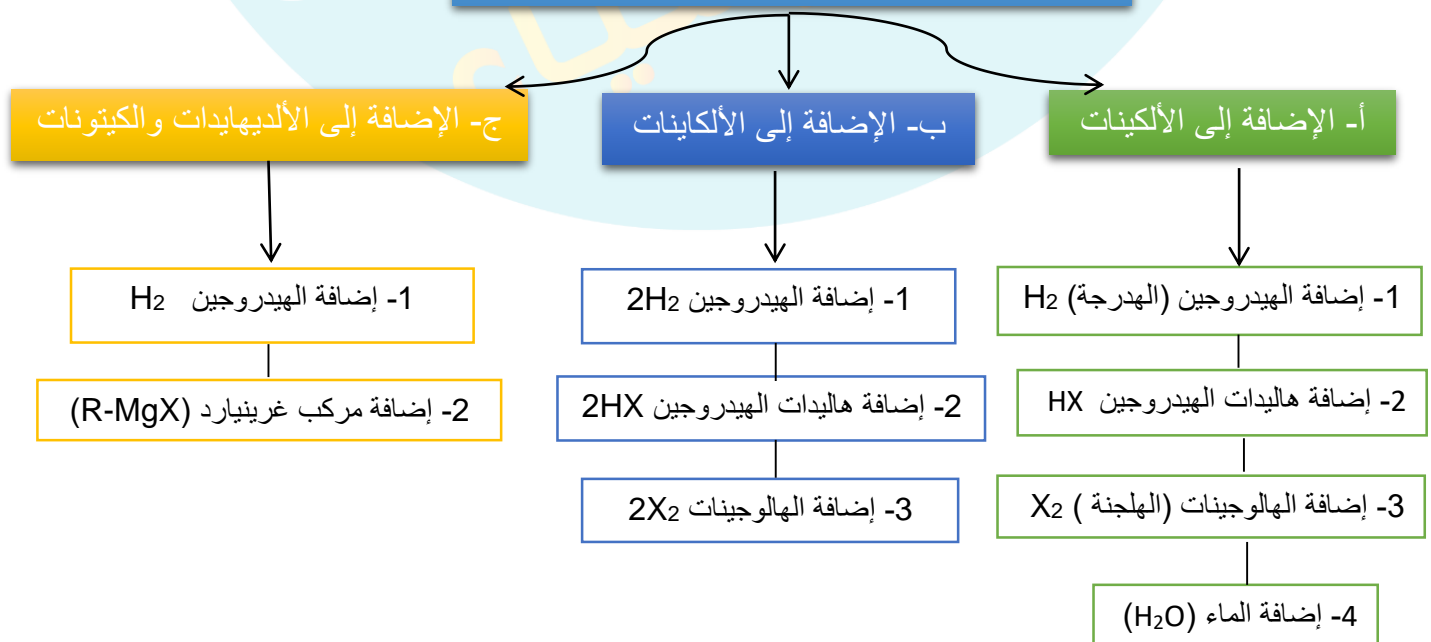 أ- الإضافة إلى الألكينات
1- إضافة الهيدروجين (الهدرجة) H2
2- إضافة هاليدات الهيدروجين HX
3- إضافة الهالوجينات (الهلجنة ) X2
4- إضافة الماء (H2O)
ب- الإضافة إلى الألكاينات
1- إضافة الهيدروجين 2H2
2- إضافة هاليدات الهيدروجين 2HX
3- إضافة الهالوجينات 2X2
ج- الإضافة إلى الألديهايدات والكيتونات
1- إضافة الهيدروجين H2
2- إضافة مركب غرينيارد (R-MgX)